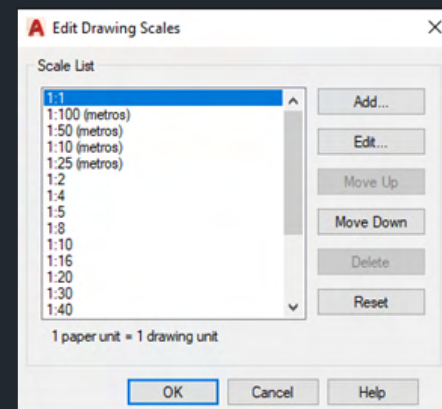 Edit Drawing Scales
Scale List
1:1
1:100 (metros)
1:50 (metros)
1:10 (metros)
1:25 (metros)
1:2
1:4
1:5
1:8
1:10
1:16
1:20
1:30
1:40
Add...
Edit...
Move Up
Move Down
Delete
Reset
1 paper unit = 1 drawing unit
OK Cancel Help